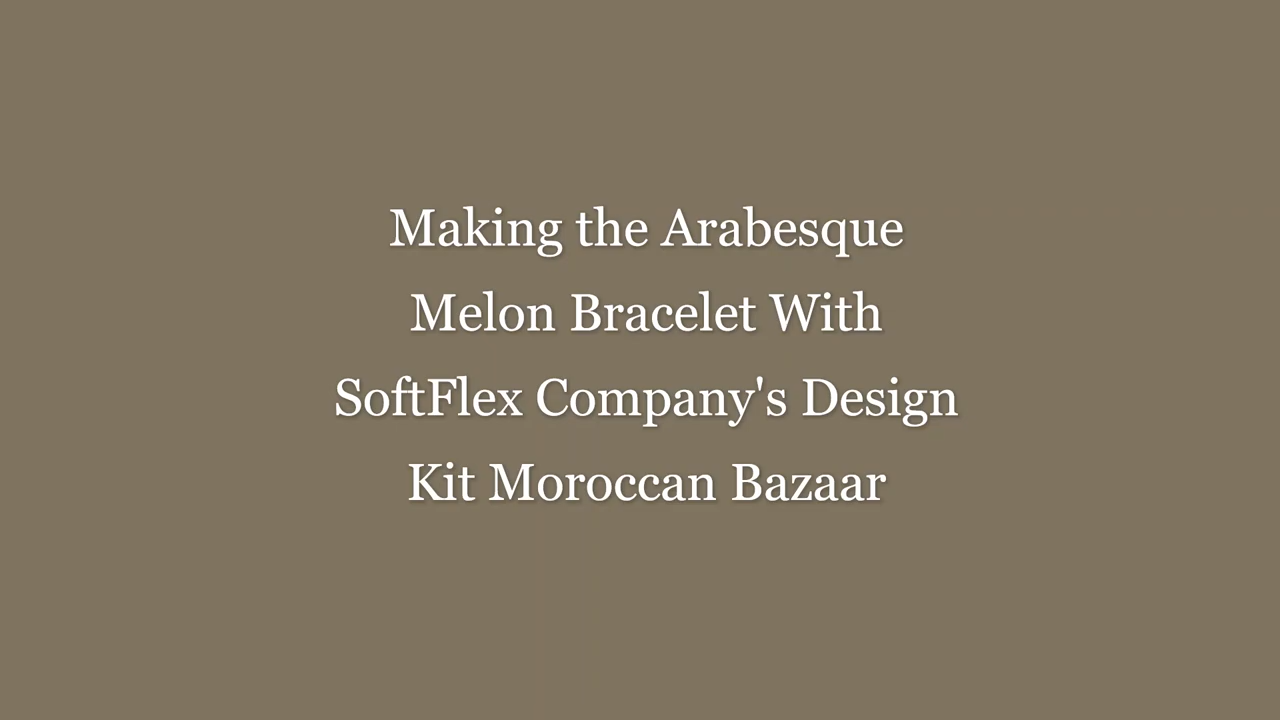 Making the Arabesque
Melon Bracelet With
SoftFlex Company's Design
Kit Moroccan Bazaar